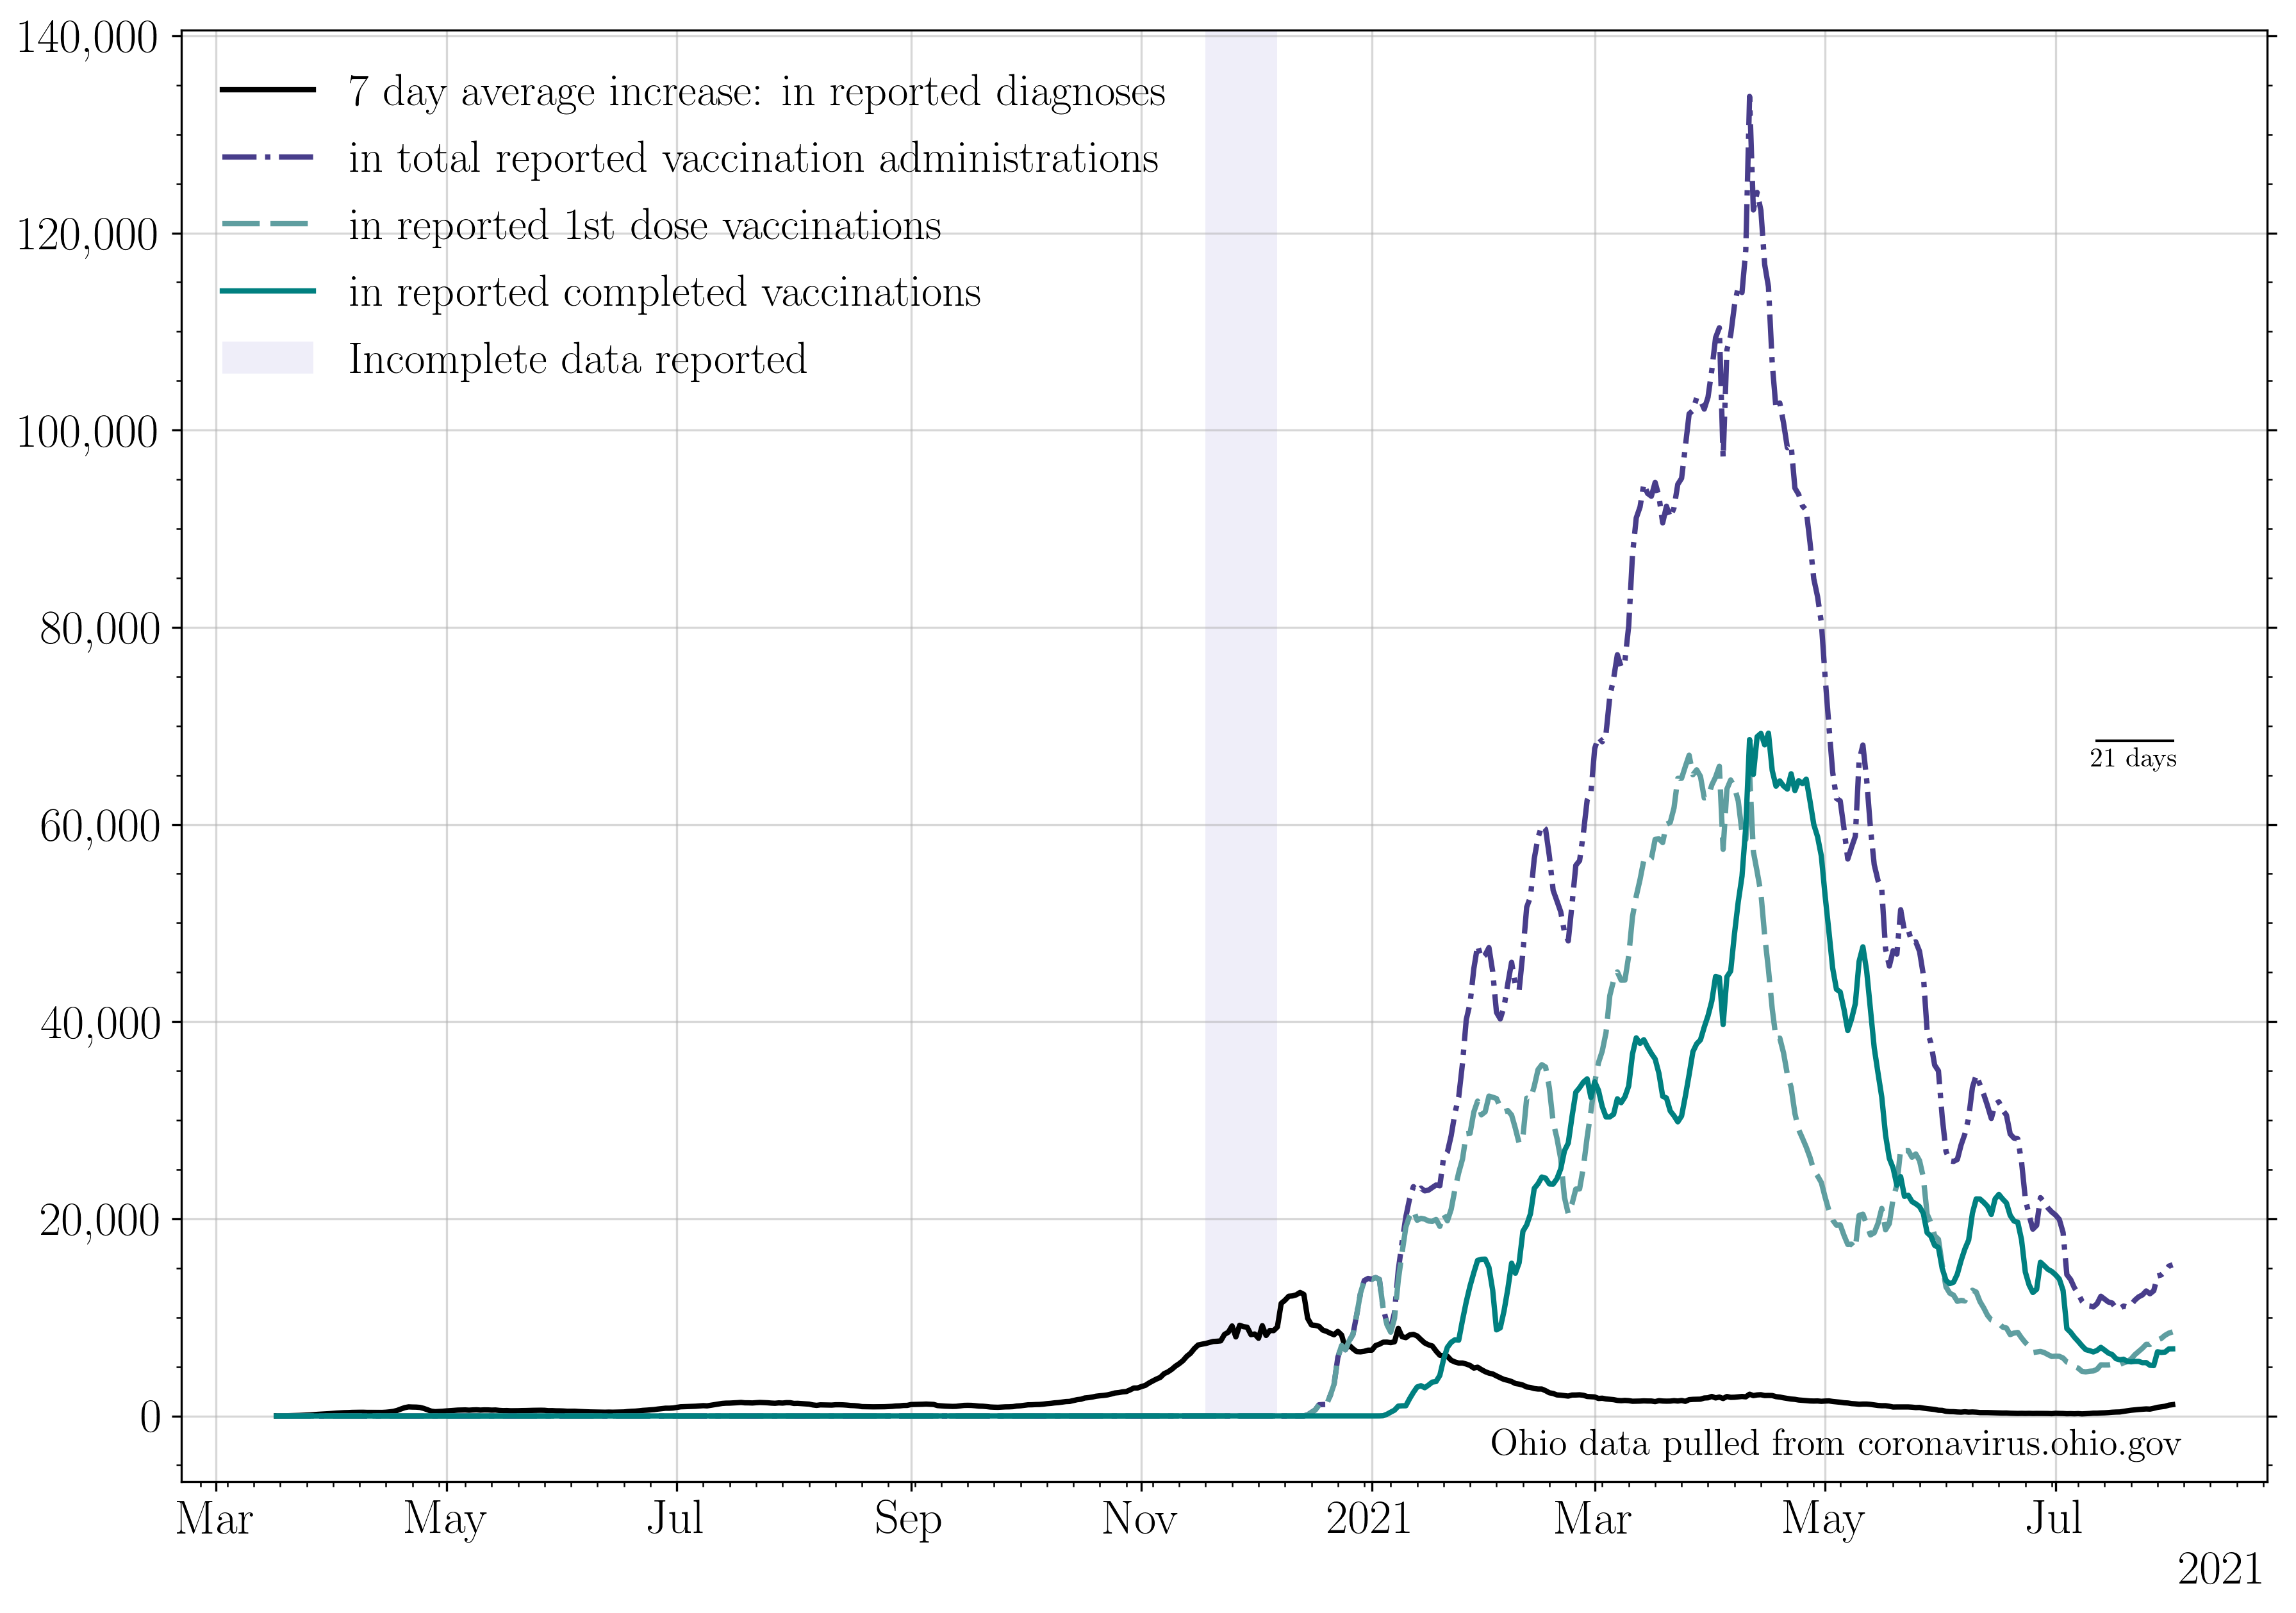 140,000
7 day average increase: in reported diagnoses
in total reported vaccination administrations
120,000
in reported 1st dose vaccinations
in reported completed vaccinations
Incomplete data reported
100,000
80,000
21 days
60,000
40,000
20,000
0
Ohio data pulled from coronavirus.ohio.gov
Mar May Jul Sep Nov 2021 Mar May Jul
2021